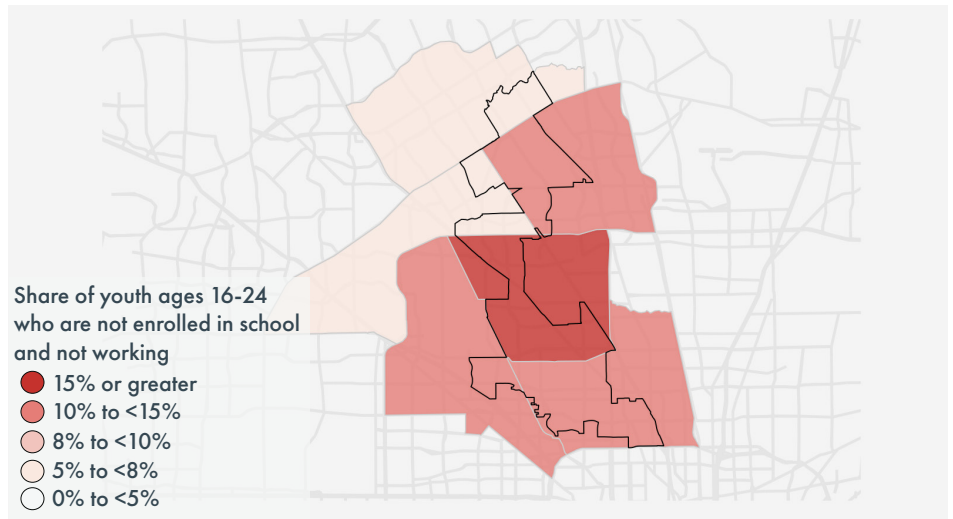 Share of youth ages 16-24
who are not enrolled in school
and not working
15% or greater
10% to <15%
8% to <10%
5% to <8%
0% to <5%